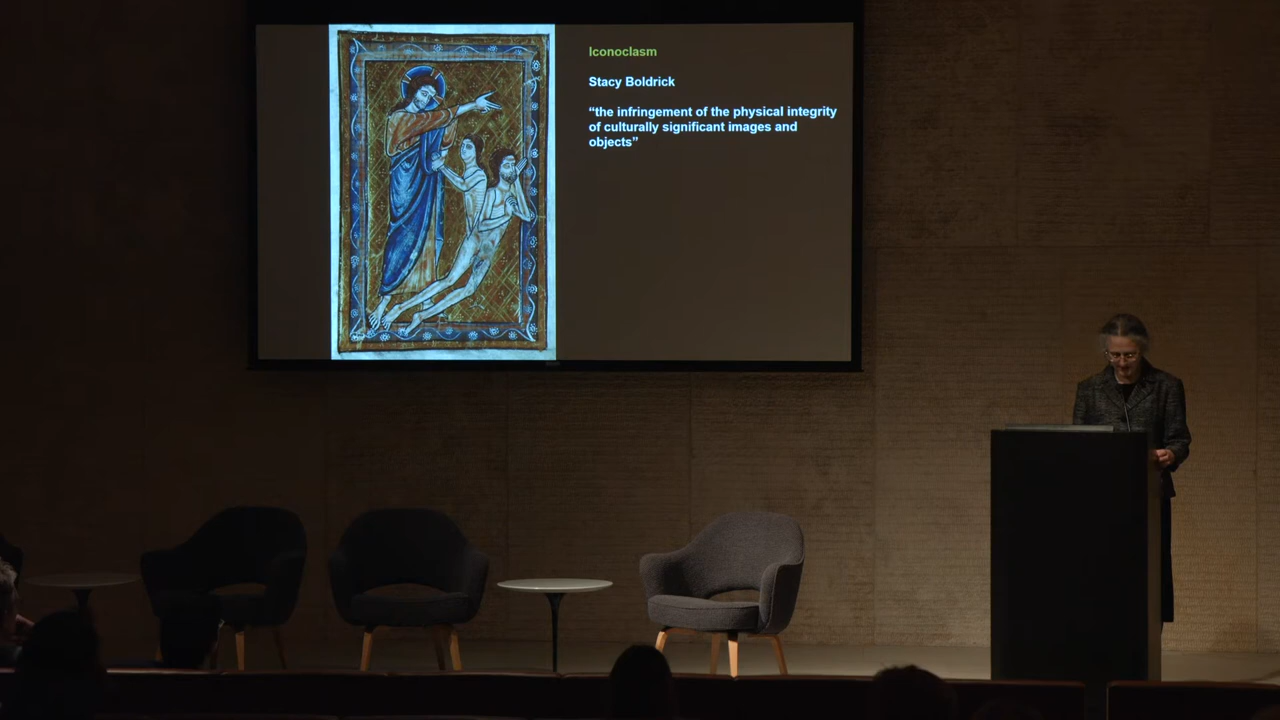 Iconoclasm
Stacy Boldrick
“the infringement of the physical integrity
of culturally significant images and
objects”